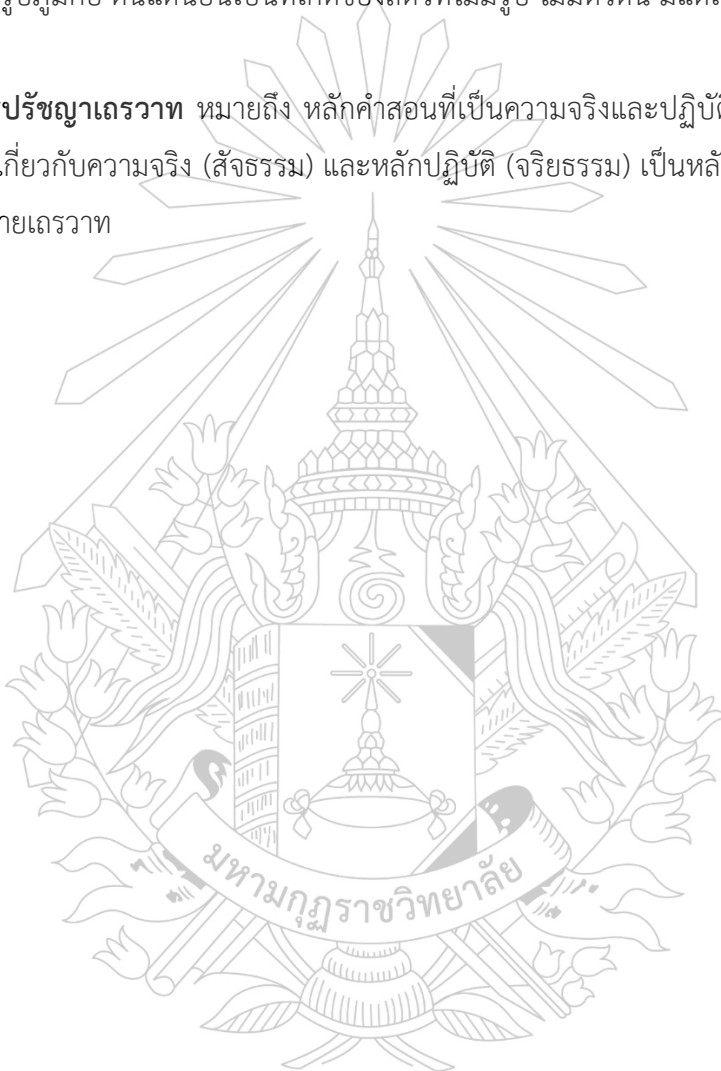 ปรัชญาเถรวาท หมายถึง หลักคำสอนที่เป็นความจริงและปฏิบัติ
เกี่ยวกับความจริง (สัจธรรม) และหลักปฏิบัติ (จริยธรรม) เป็นหลั
ายเถรวาท
มหามกุฏราชวิทยาลัย